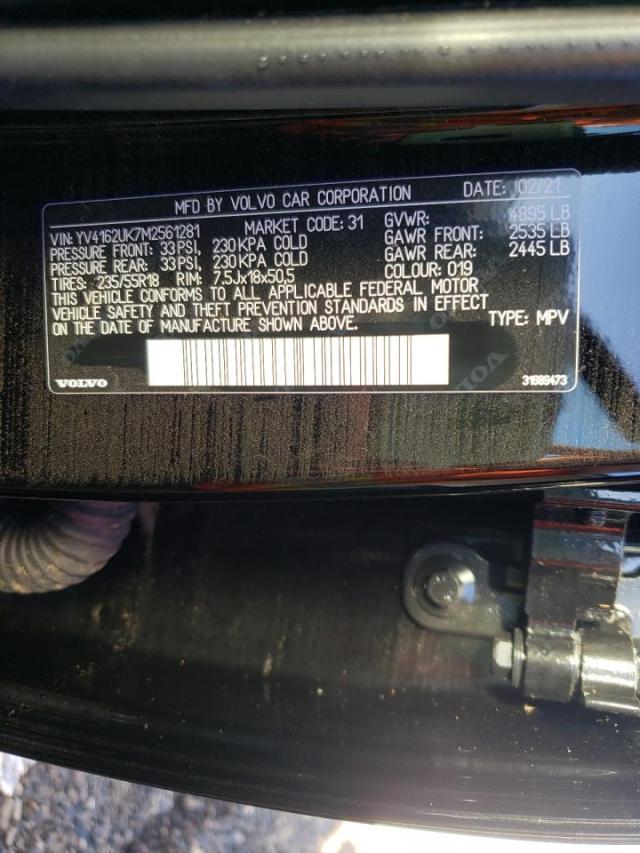 MFD BY VOLVO CAR CORPORATION DATE: 02/21
VIN: YV4162UK7M2561281 MARKET CODE: 31 GVWR: 4895 LB
PRESSURE FRONT: 33 PSI, 230 KPA COLD GAWR FRONT: 2535 LB
PRESSURE REAR: 33 PSI, 230 KPA COLD GAWR REAR: 2445 LB
TIRES: 235/55R18 RIM: 7.5Jx18x50,5 COLOUR: 019
THIS VEHICLE CONFORMS TO ALL APPLICABLE FEDERAL MOTOR
VEHICLE SAFETY AND THEFT PREVENTION STANDARDS IN EFFECT
ON THE DATE OF MANUFACTURE SHOWN ABOVE. TYPE: MPV
VOLVO 31689473